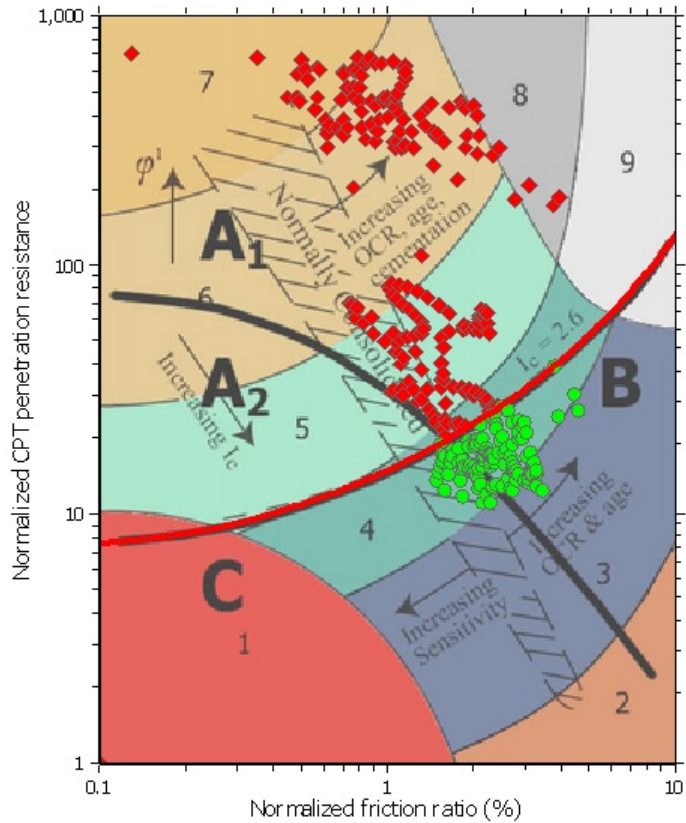 1,000
7
8
9
φ'
A1
Normally Consolidated
Increasing
OCR, age,
cementation
Normalized CPT penetration resistance
100
6
Increasing Ic
A2
5
Ic = 2.6
B
10
4
Increasing
OCR & age
C
3
Increasing
Sensitivity
1
2
1
0.1
1
10
Normalized friction ratio (%)